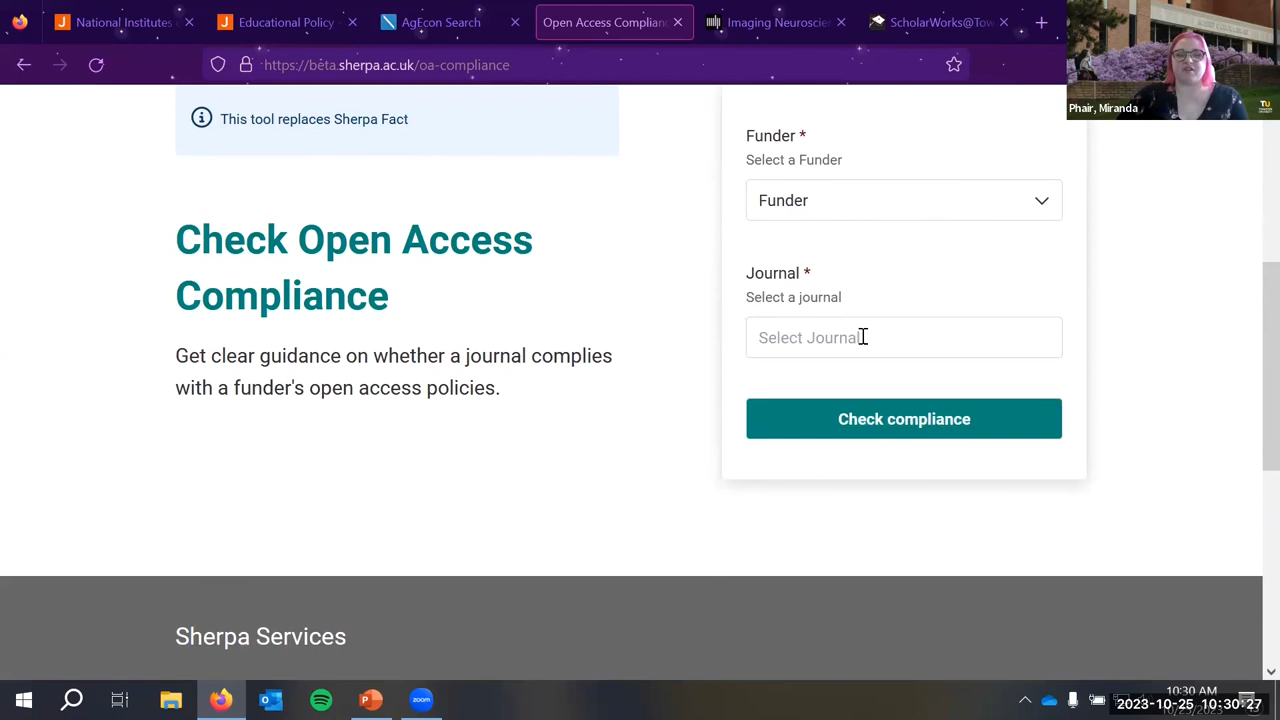 National Institutes
Educational Policy
AgEcon Search
Open Access Complianc
Imaging Neuroscie
ScholarWorks@Tow
https://beta.sherpa.ac.uk/oa-compliance
Phair, Miranda
TU
This tool replaces Sherpa Fact
Funder *
Select a Funder
Funder
Check Open Access
Compliance
Get clear guidance on whether a journal complies
with a funder's open access policies.
Journal *
Select a journal
Select Journal
Check compliance
Sherpa Services
zoom
10:30 AM
2023-10-25 10:30:27